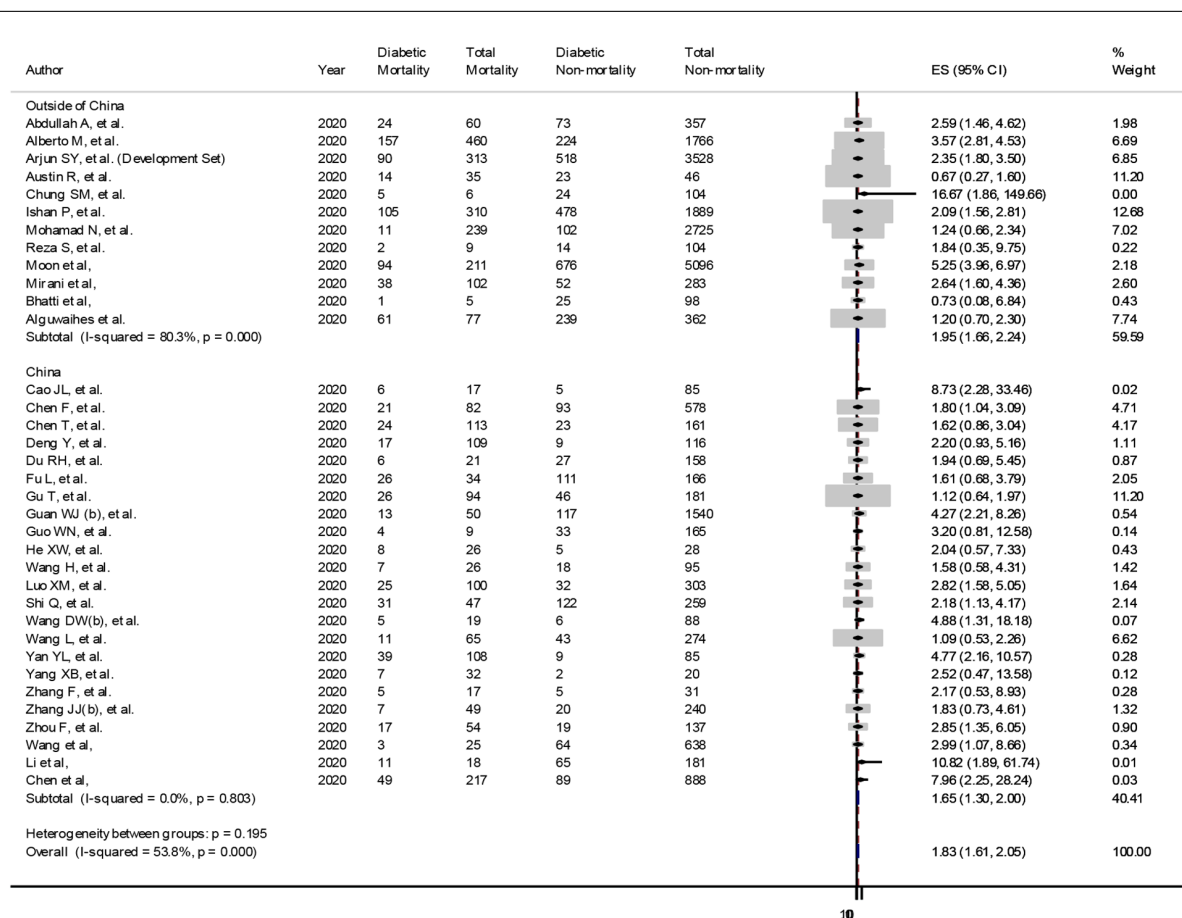 Diabetic Total Diabetic Total %
Author Year Mortality Mortality Non-mortality Non-mortality ES (95% CI) Weight
Outside of China
Abdullah A, et al. 2020 24 60 73 357 2.59 (1.46, 4.62) 1.98
Alberto M, et al. 2020 157 460 224 1766 3.57 (2.81, 4.53) 6.69
Arjun SY, et al. (Development Set) 2020 90 313 518 3528 2.35 (1.80, 3.50) 6.85
Austin R, et al. 2020 14 35 23 46 0.67 (0.27, 1.60) 11.20
Chung SM, et al. 2020 5 6 24 104 16.67 (1.86, 149.66) 0.00
Ishan P, et al. 2020 105 310 478 1889 2.09 (1.56, 2.81) 12.68
Mohamad N, et al. 2020 11 239 102 2725 1.24 (0.66, 2.34) 7.02
Reza S, et al. 2020 2 9 14 104 1.84 (0.35, 9.75) 0.22
Moon et al, 2020 94 211 676 5096 5.25 (3.96, 6.97) 2.18
Mirani et al, 2020 38 102 52 283 2.64 (1.60, 4.36) 2.60
Bhatti et al, 2020 1 5 25 98 0.73 (0.08, 6.84) 0.43
Alguwaihes et al. 2020 61 77 239 362 1.20 (0.70, 2.30) 7.74
Subtotal (I-squared = 80.3%, p = 0.000) 1.95 (1.66, 2.24) 59.59
China
Cao JL, et al. 2020 6 17 5 85 8.73 (2.28, 33.46) 0.02
Chen F, et al. 2020 21 82 93 578 1.80 (1.04, 3.09) 4.71
Chen T, et al. 2020 24 113 23 161 1.62 (0.86, 3.04) 4.17
Deng Y, et al. 2020 17 109 9 116 2.20 (0.93, 5.16) 1.11
Du RH, et al. 2020 6 21 27 158 1.94 (0.69, 5.45) 0.87
Fu L, et al. 2020 26 34 111 166 1.61 (0.68, 3.79) 2.05
Gu T, et al. 2020 26 94 46 181 1.12 (0.64, 1.97) 11.20
Guan WJ (b), et al. 2020 13 50 117 1540 4.27 (2.21, 8.26) 0.54
Guo WN, et al. 2020 4 9 33 165 3.20 (0.81, 12.58) 0.14
He XW, et al. 2020 8 26 5 28 2.04 (0.57, 7.33) 0.43
Wang H, et al. 2020 7 26 18 95 1.58 (0.58, 4.31) 1.42
Luo XM, et al. 2020 25 100 32 303 2.82 (1.58, 5.05) 1.64
Shi Q, et al. 2020 31 47 122 259 2.18 (1.13, 4.17) 2.14
Wang DW(b), et al. 2020 5 19 6 88 4.88 (1.31, 18.18) 0.07
Wang L, et al. 2020 11 65 43 274 1.09 (0.53, 2.26) 6.62
Yan YL, et al. 2020 39 108 9 85 4.77 (2.16, 10.57) 0.28
Yang XB, et al. 2020 7 32 2 20 2.52 (0.47, 13.58) 0.12
Zhang F, et al. 2020 5 17 5 31 2.17 (0.53, 8.93) 0.28
Zhang JJ(b), et al. 2020 7 49 20 240 1.83 (0.73, 4.61) 1.32
Zhou F, et al. 2020 17 54 19 137 2.85 (1.35, 6.05) 0.90
Wang et al, 2020 3 25 64 638 2.99 (1.07, 8.66) 0.34
Li et al, 2020 11 18 65 181 10.82 (1.89, 61.74) 0.01
Chen et al, 2020 49 217 89 888 7.96 (2.25, 28.24) 0.03
Subtotal (I-squared = 0.0%, p = 0.803) 1.65 (1.30, 2.00) 40.41
Heterogeneity between groups: p = 0.195
Overall (I-squared = 53.8%, p = 0.000) 1.83 (1.61, 2.05) 100.00